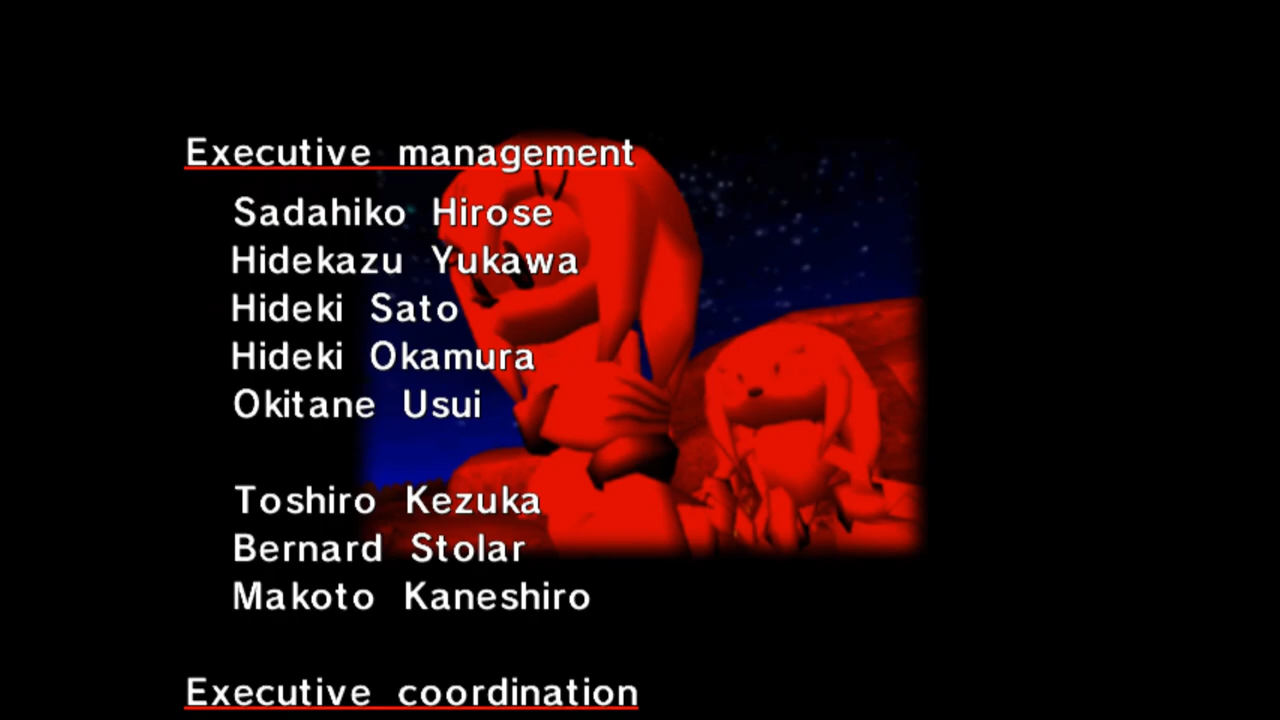 Executive management
Sadahiko Hirose
Hidekazu Yukawa
Hideki Sato
Hideki Okamura
Okitane Usui
Toshiro Kezuka
Bernard Stolar
Makoto Kaneshiro
Executive coordination